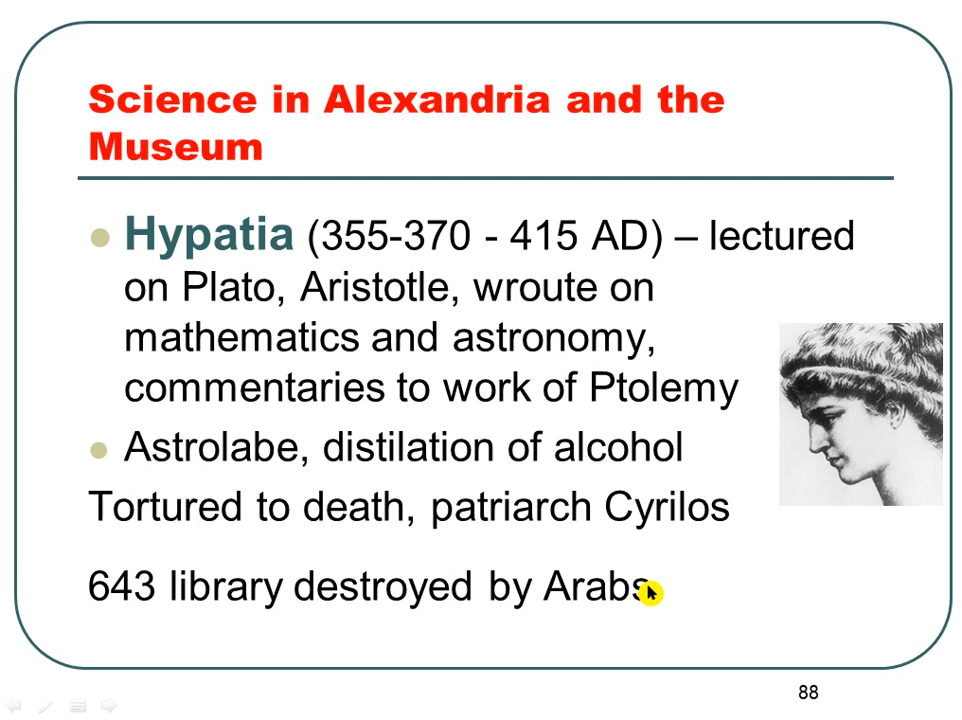 Science in Alexandria and the
Museum
Hypatia (355-370 - 415 AD) – lectured
on Plato, Aristotle, wroute on
mathematics and astronomy,
commentaries to work of Ptolemy
Astrolabe, distilation of alcohol
Tortured to death, patriarch Cyrilos
643 library destroyed by Arabs
88